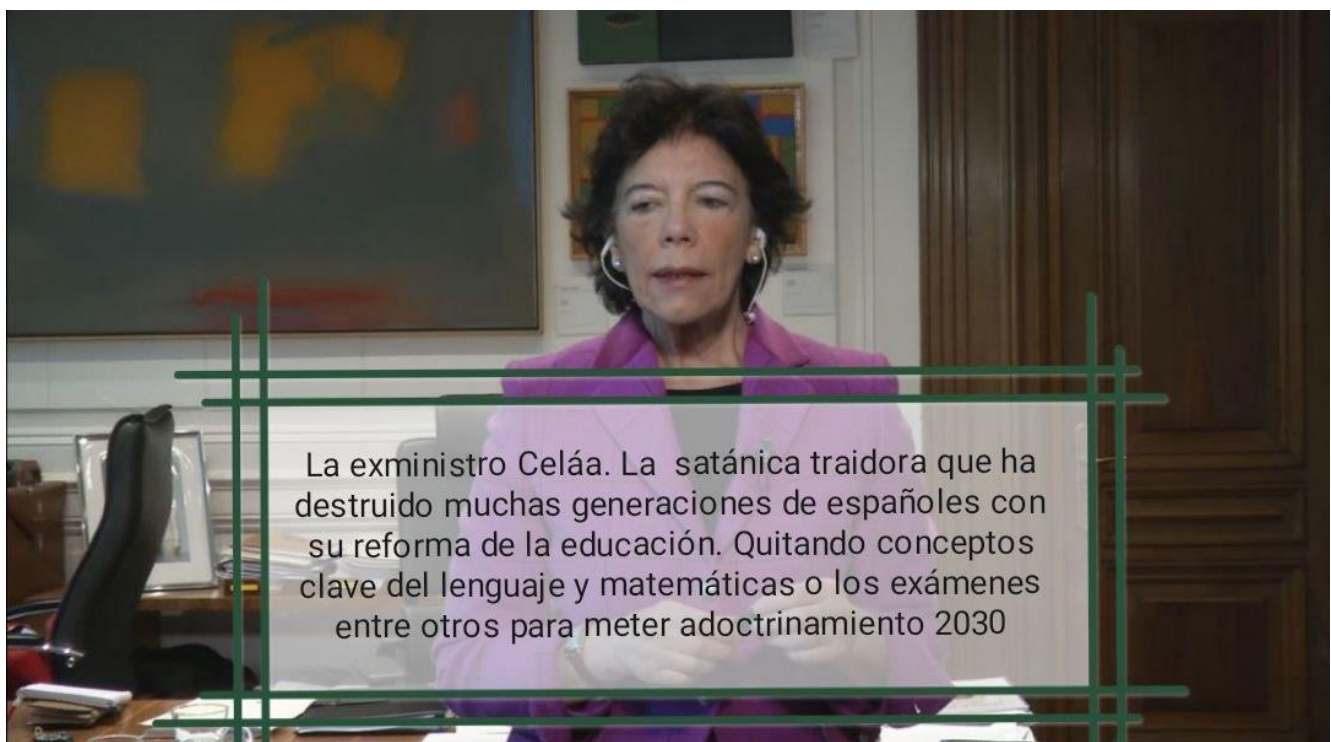 La exministro Celáa. La  satánica traidora que ha
destruido muchas generaciones de españoles con
su reforma de la educación. Quitando conceptos
clave del lenguaje y matemáticas o los exámenes
entre otros para meter adoctrinamiento 2030